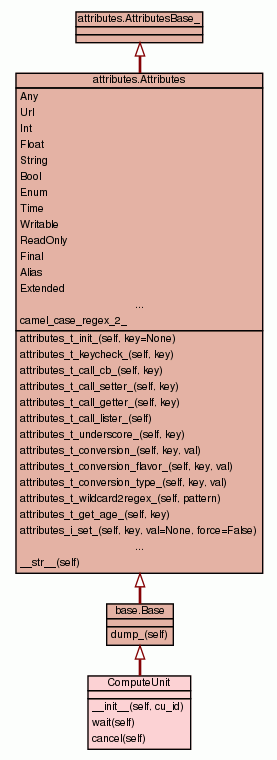 attributes.AttributesBase_
attributes.Attributes
Any
Url
Int
Float
String
Bool
Enum
Time
Writable
ReadOnly
Final
Alias
Extended
...
camel_case_regex_2_
attributes_t_init_(self, key=None)
attributes_t_keycheck_(self, key)
attributes_t_call_cb_(self, key)
attributes_t_call_setter_(self, key)
attributes_t_call_getter_(self, key)
attributes_t_call_lister_(self)
attributes_t_underscore_(self, key)
attributes_t_conversion_(self, key, val)
attributes_t_conversion_flavor_(self, key, val)
attributes_t_conversion_type_(self, key, val)
attributes_t_wildcard2regex_(self, pattern)
attributes_t_get_age_(self, key)
attributes_i_set_(self, key, val=None, force=False)
...
__str__(self)
base.Base
dump_(self)
ComputeUnit
__init__(self, cu_id)
wait(self)
cancel(self)